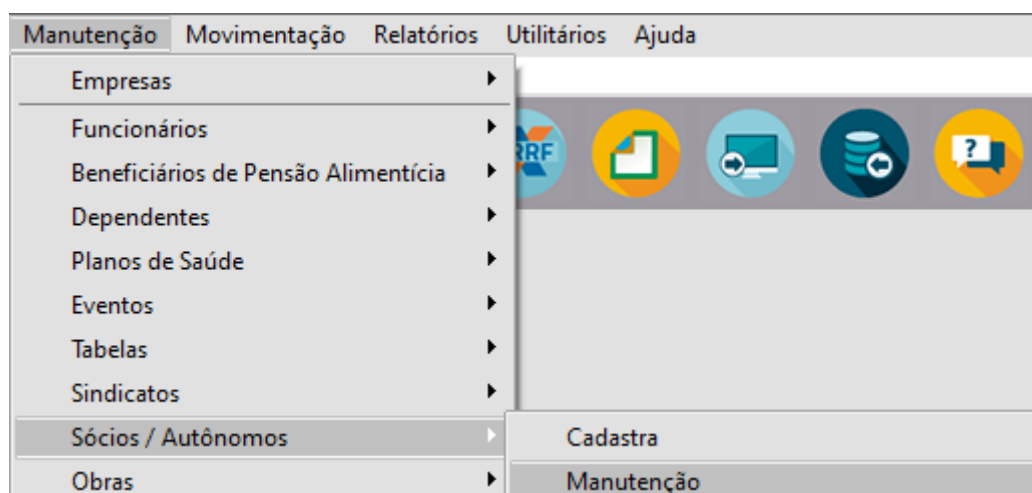 Manutenção Movimentação Relatórios Utilitários Ajuda
Empresas
Funcionários
RRF
Beneficiários de Pensão Alimentícia
Dependentes
Planos de Saúde
Eventos
Tabelas
Sindicatos
Sócios / Autônomos
Cadastra
Obras
Manutenção